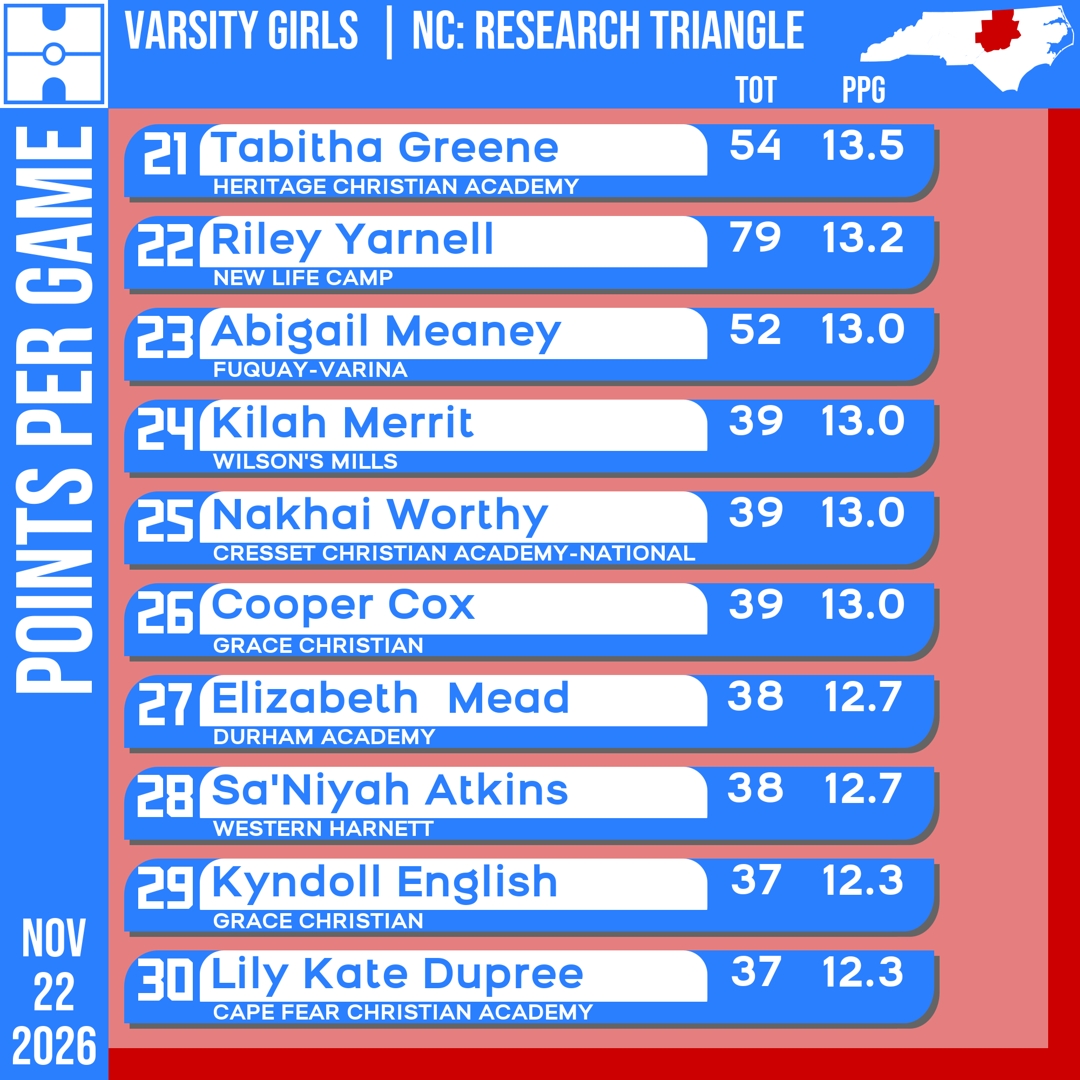 VARSITY GIRLS | NC: RESEARCH TRIANGLE
TOT PPG
POINTS PER GAME
21 Tabitha Greene 54 13.5
HERITAGE CHRISTIAN ACADEMY
22 Riley Yarnell 79 13.2
NEW LIFE CAMP
23 Abigail Meaney 52 13.0
FUQUAY-VARINA
24 Kilah Merrit 39 13.0
WILSON'S MILLS
25 Nakhai Worthy 39 13.0
CRESSET CHRISTIAN ACADEMY-NATIONAL
26 Cooper Cox 39 13.0
GRACE CHRISTIAN
27 Elizabeth  Mead 38 12.7
DURHAM ACADEMY
28 Sa'Niyah Atkins 38 12.7
WESTERN HARNETT
29 Kyndoll English 37 12.3
GRACE CHRISTIAN
30 Lily Kate Dupree 37 12.3
CAPE FEAR CHRISTIAN ACADEMY
NOV
22
2026